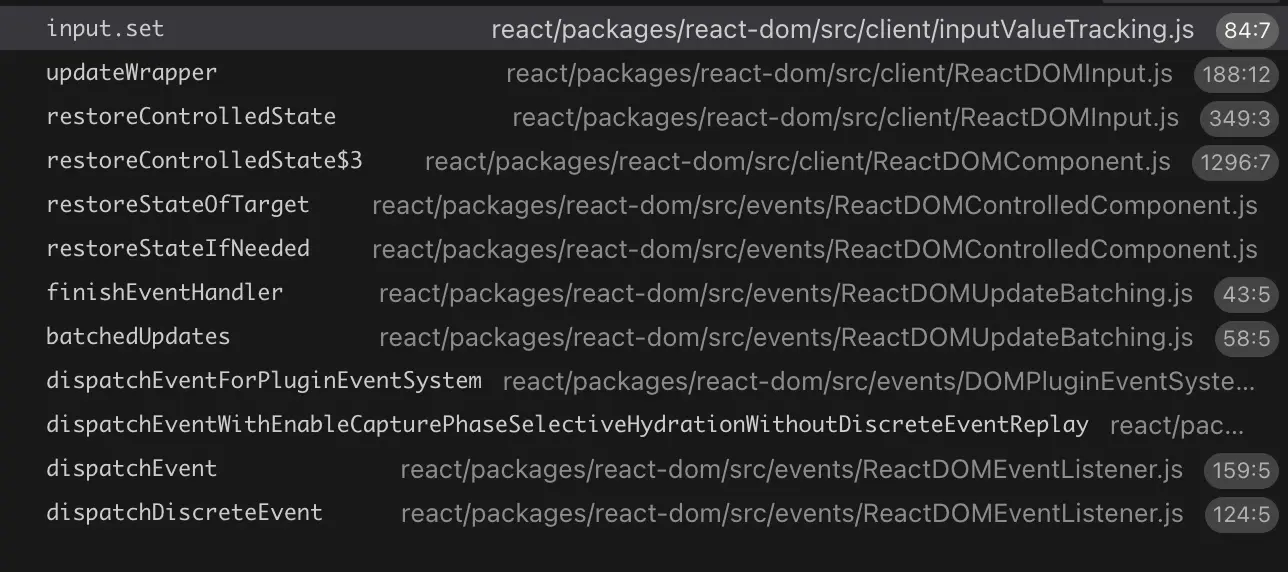 input.set react/packages/react-dom/src/client/inputValueTracking.js 84:7
updateWrapper react/packages/react-dom/src/client/ReactDOMInput.js 188:12
restoreControlledState react/packages/react-dom/src/client/ReactDOMInput.js 349:3
restoreControlledState$3 react/packages/react-dom/src/client/ReactDOMComponent.js 1296:7
restoreStateOfTarget react/packages/react-dom/src/events/ReactDOMControlledComponent.js
restoreStateIfNeeded react/packages/react-dom/src/events/ReactDOMControlledComponent.js
finishEventHandler react/packages/react-dom/src/events/ReactDOMUpdateBatching.js 43:5
batchedUpdates react/packages/react-dom/src/events/ReactDOMUpdateBatching.js 58:5
dispatchEventForPluginEventSystem react/packages/react-dom/src/events/DOMPluginEventSyste...
dispatchEventWithEnableCapturePhaseSelectiveHydrationWithoutDiscreteEventReplay react/pac...
dispatchEvent react/packages/react-dom/src/events/ReactDOMEventListener.js 159:5
dispatchDiscreteEvent react/packages/react-dom/src/events/ReactDOMEventListener.js 124:5